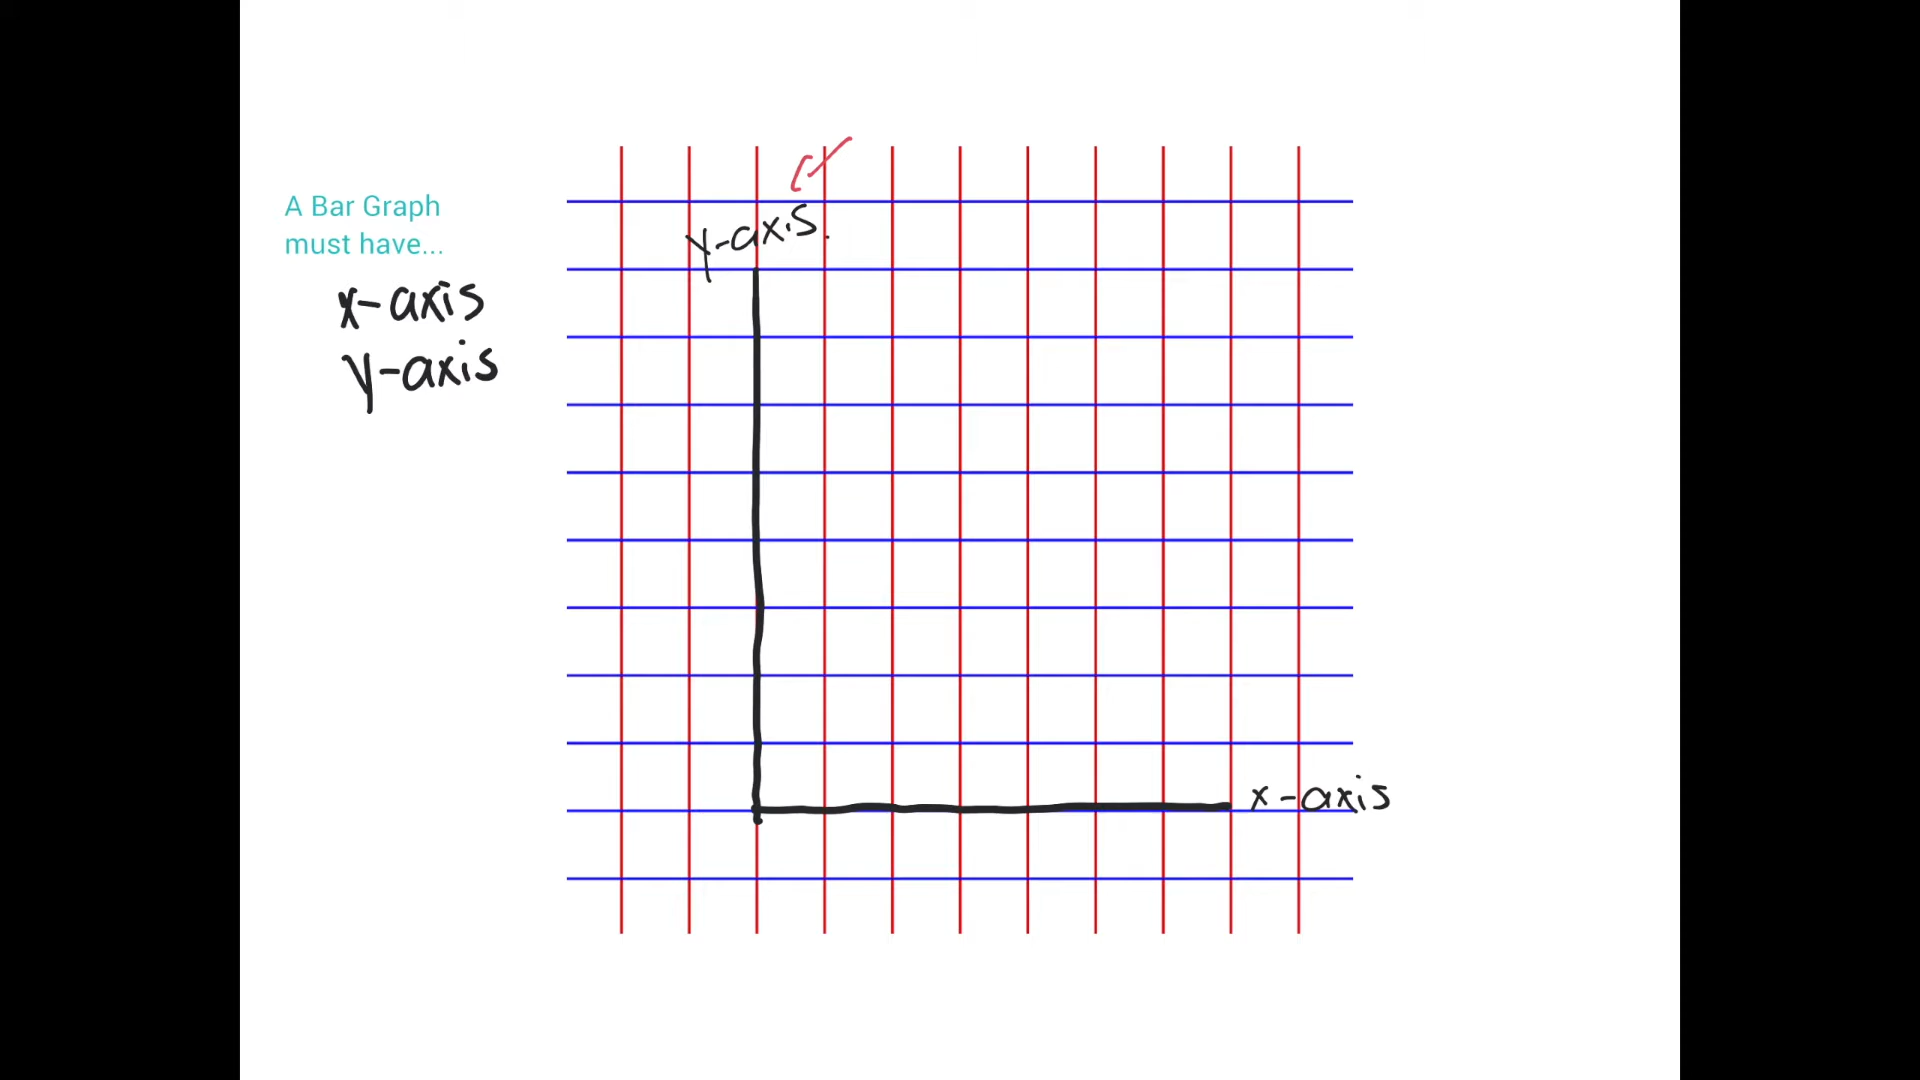 A Bar Graph
must have...
x-axis
y-axis
y-axis.
x-axis